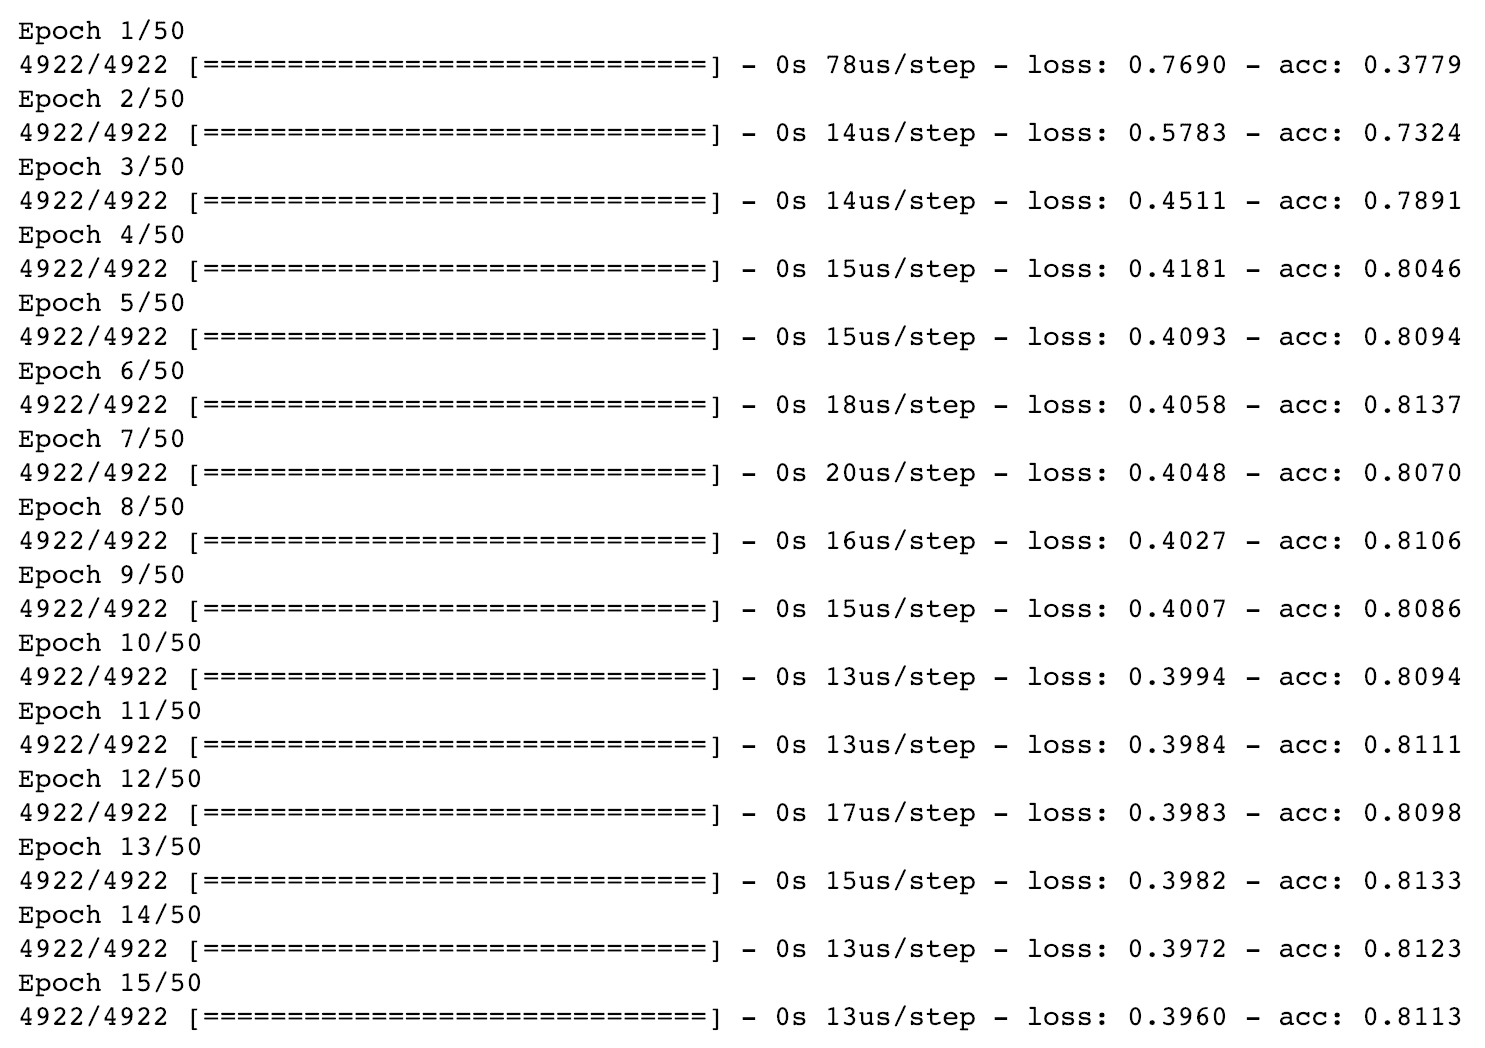 Epoch 1/50
4922/4922 [==============================] - 0s 78us/step - loss: 0.7690 - acc: 0.3779
Epoch 2/50
4922/4922 [==============================] - 0s 14us/step - loss: 0.5783 - acc: 0.7324
Epoch 3/50
4922/4922 [==============================] - 0s 14us/step - loss: 0.4511 - acc: 0.7891
Epoch 4/50
4922/4922 [==============================] - 0s 15us/step - loss: 0.4181 - acc: 0.8046
Epoch 5/50
4922/4922 [==============================] - 0s 15us/step - loss: 0.4093 - acc: 0.8094
Epoch 6/50
4922/4922 [==============================] - 0s 18us/step - loss: 0.4058 - acc: 0.8137
Epoch 7/50
4922/4922 [==============================] - 0s 20us/step - loss: 0.4048 - acc: 0.8070
Epoch 8/50
4922/4922 [==============================] - 0s 16us/step - loss: 0.4027 - acc: 0.8106
Epoch 9/50
4922/4922 [==============================] - 0s 15us/step - loss: 0.4007 - acc: 0.8086
Epoch 10/50
4922/4922 [==============================] - 0s 13us/step - loss: 0.3994 - acc: 0.8094
Epoch 11/50
4922/4922 [==============================] - 0s 13us/step - loss: 0.3984 - acc: 0.8111
Epoch 12/50
4922/4922 [==============================] - 0s 17us/step - loss: 0.3983 - acc: 0.8098
Epoch 13/50
4922/4922 [==============================] - 0s 15us/step - loss: 0.3982 - acc: 0.8133
Epoch 14/50
4922/4922 [==============================] - 0s 13us/step - loss: 0.3972 - acc: 0.8123
Epoch 15/50
4922/4922 [==============================] - 0s 13us/step - loss: 0.3960 - acc: 0.8113